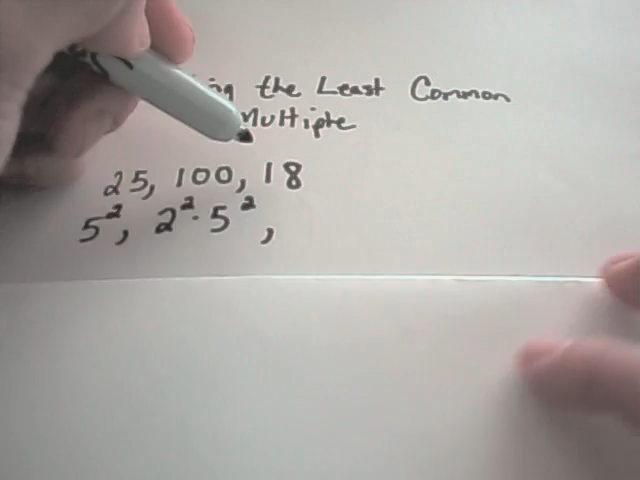 the Least Common
Multiple
25, 100, 18
5², 2²·5²,